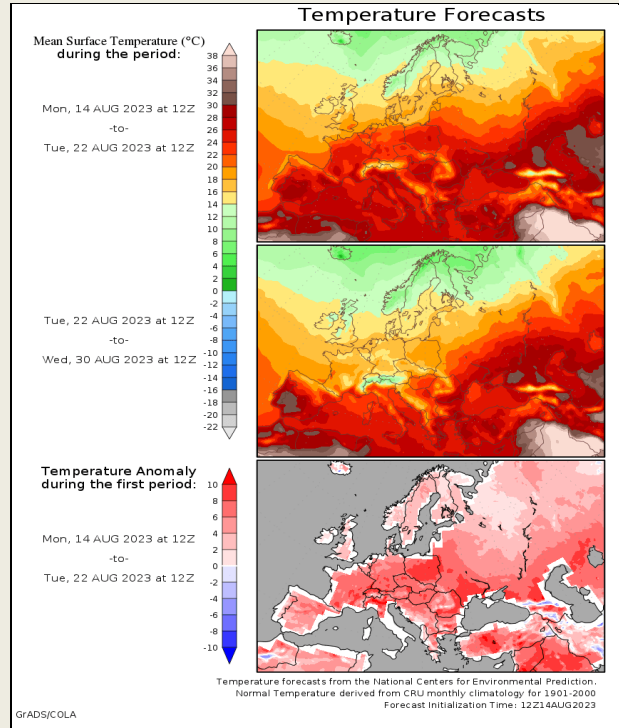 Temperature Forecasts
Mean Surface Temperature (°C)
during the period:
38
36
34
32
30
28
26
24
22
20
18
16
14
12
10
8
6
4
2
0
-2
-4
-6
-8
-10
-12
-14
-16
-18
-20
-22
Mon, 14 AUG 2023 at 12Z
-to-
Tue, 22 AUG 2023 at 12Z
Tue, 22 AUG 2023 at 12Z
-to-
Wed, 30 AUG 2023 at 12Z
Temperature Anomaly
during the first period:
10
8
6
4
2
0
-2
-4
-6
-8
-10
Mon, 14 AUG 2023 at 12Z
-to-
Tue, 22 AUG 2023 at 12Z
Temperature forecasts from the National Centers for Environmental Prediction.
Normal Temperature derived from CRU monthly climatology for 1901-2000
Forecast Initialization Time: 12Z14AUG2023
GrADS/COLA